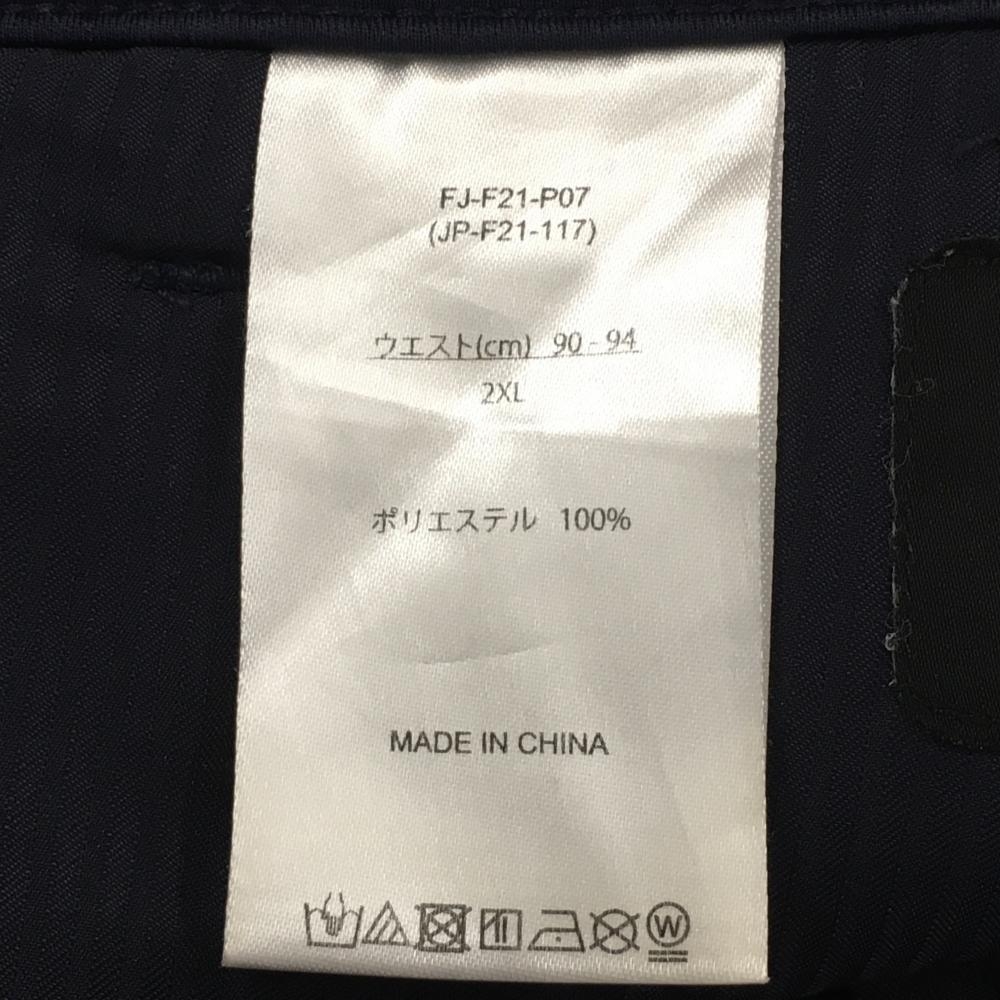 FJ-F21-P07
(JP-F21-117)
ウエスト(cm) 90-94
2XL
ポリエステル 100%
MADE IN CHINA
W